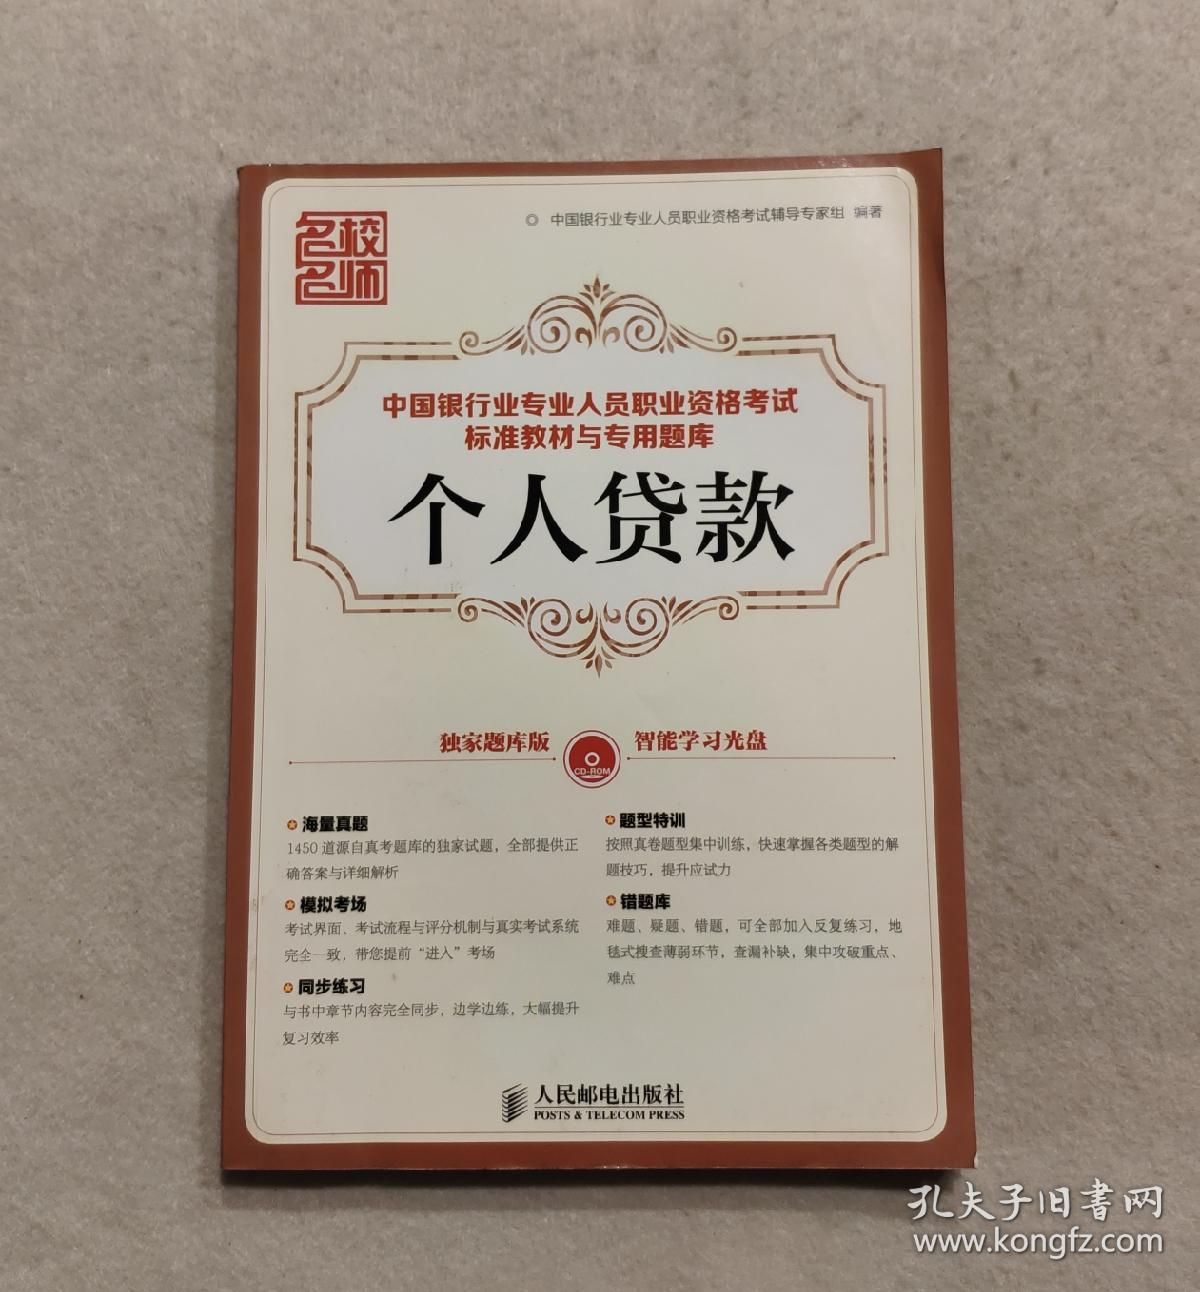 名校
名师
◎ 中国银行业专业人员职业资格考试辅导专家组 编著
中国银行业专业人员职业资格考试
标准教材与专用题库
个人贷款
独家题库版
CD-ROM
智能学习光盘
海量真题
1450 道源自真考题库的独家试题，全部提供正
确答案与详细解析
模拟考场
考试界面、考试流程与评分机制与真实考试系统
完全一致，带您提前“进入”考场
同步练习
与书中章节内容完全同步，边学边练，大幅提升
复习效率
题型特训
按照真卷题型集中训练，快速掌握各类题型的解
题技巧，提升应试力
错题库
难题、疑题、错题，可全部加入反复练习，地
毯式搜查薄弱环节，查漏补缺，集中攻破重点、
难点
人民邮电出版社
POSTS & TELECOM PRESS
孔夫子旧书网
www.kongfz.com